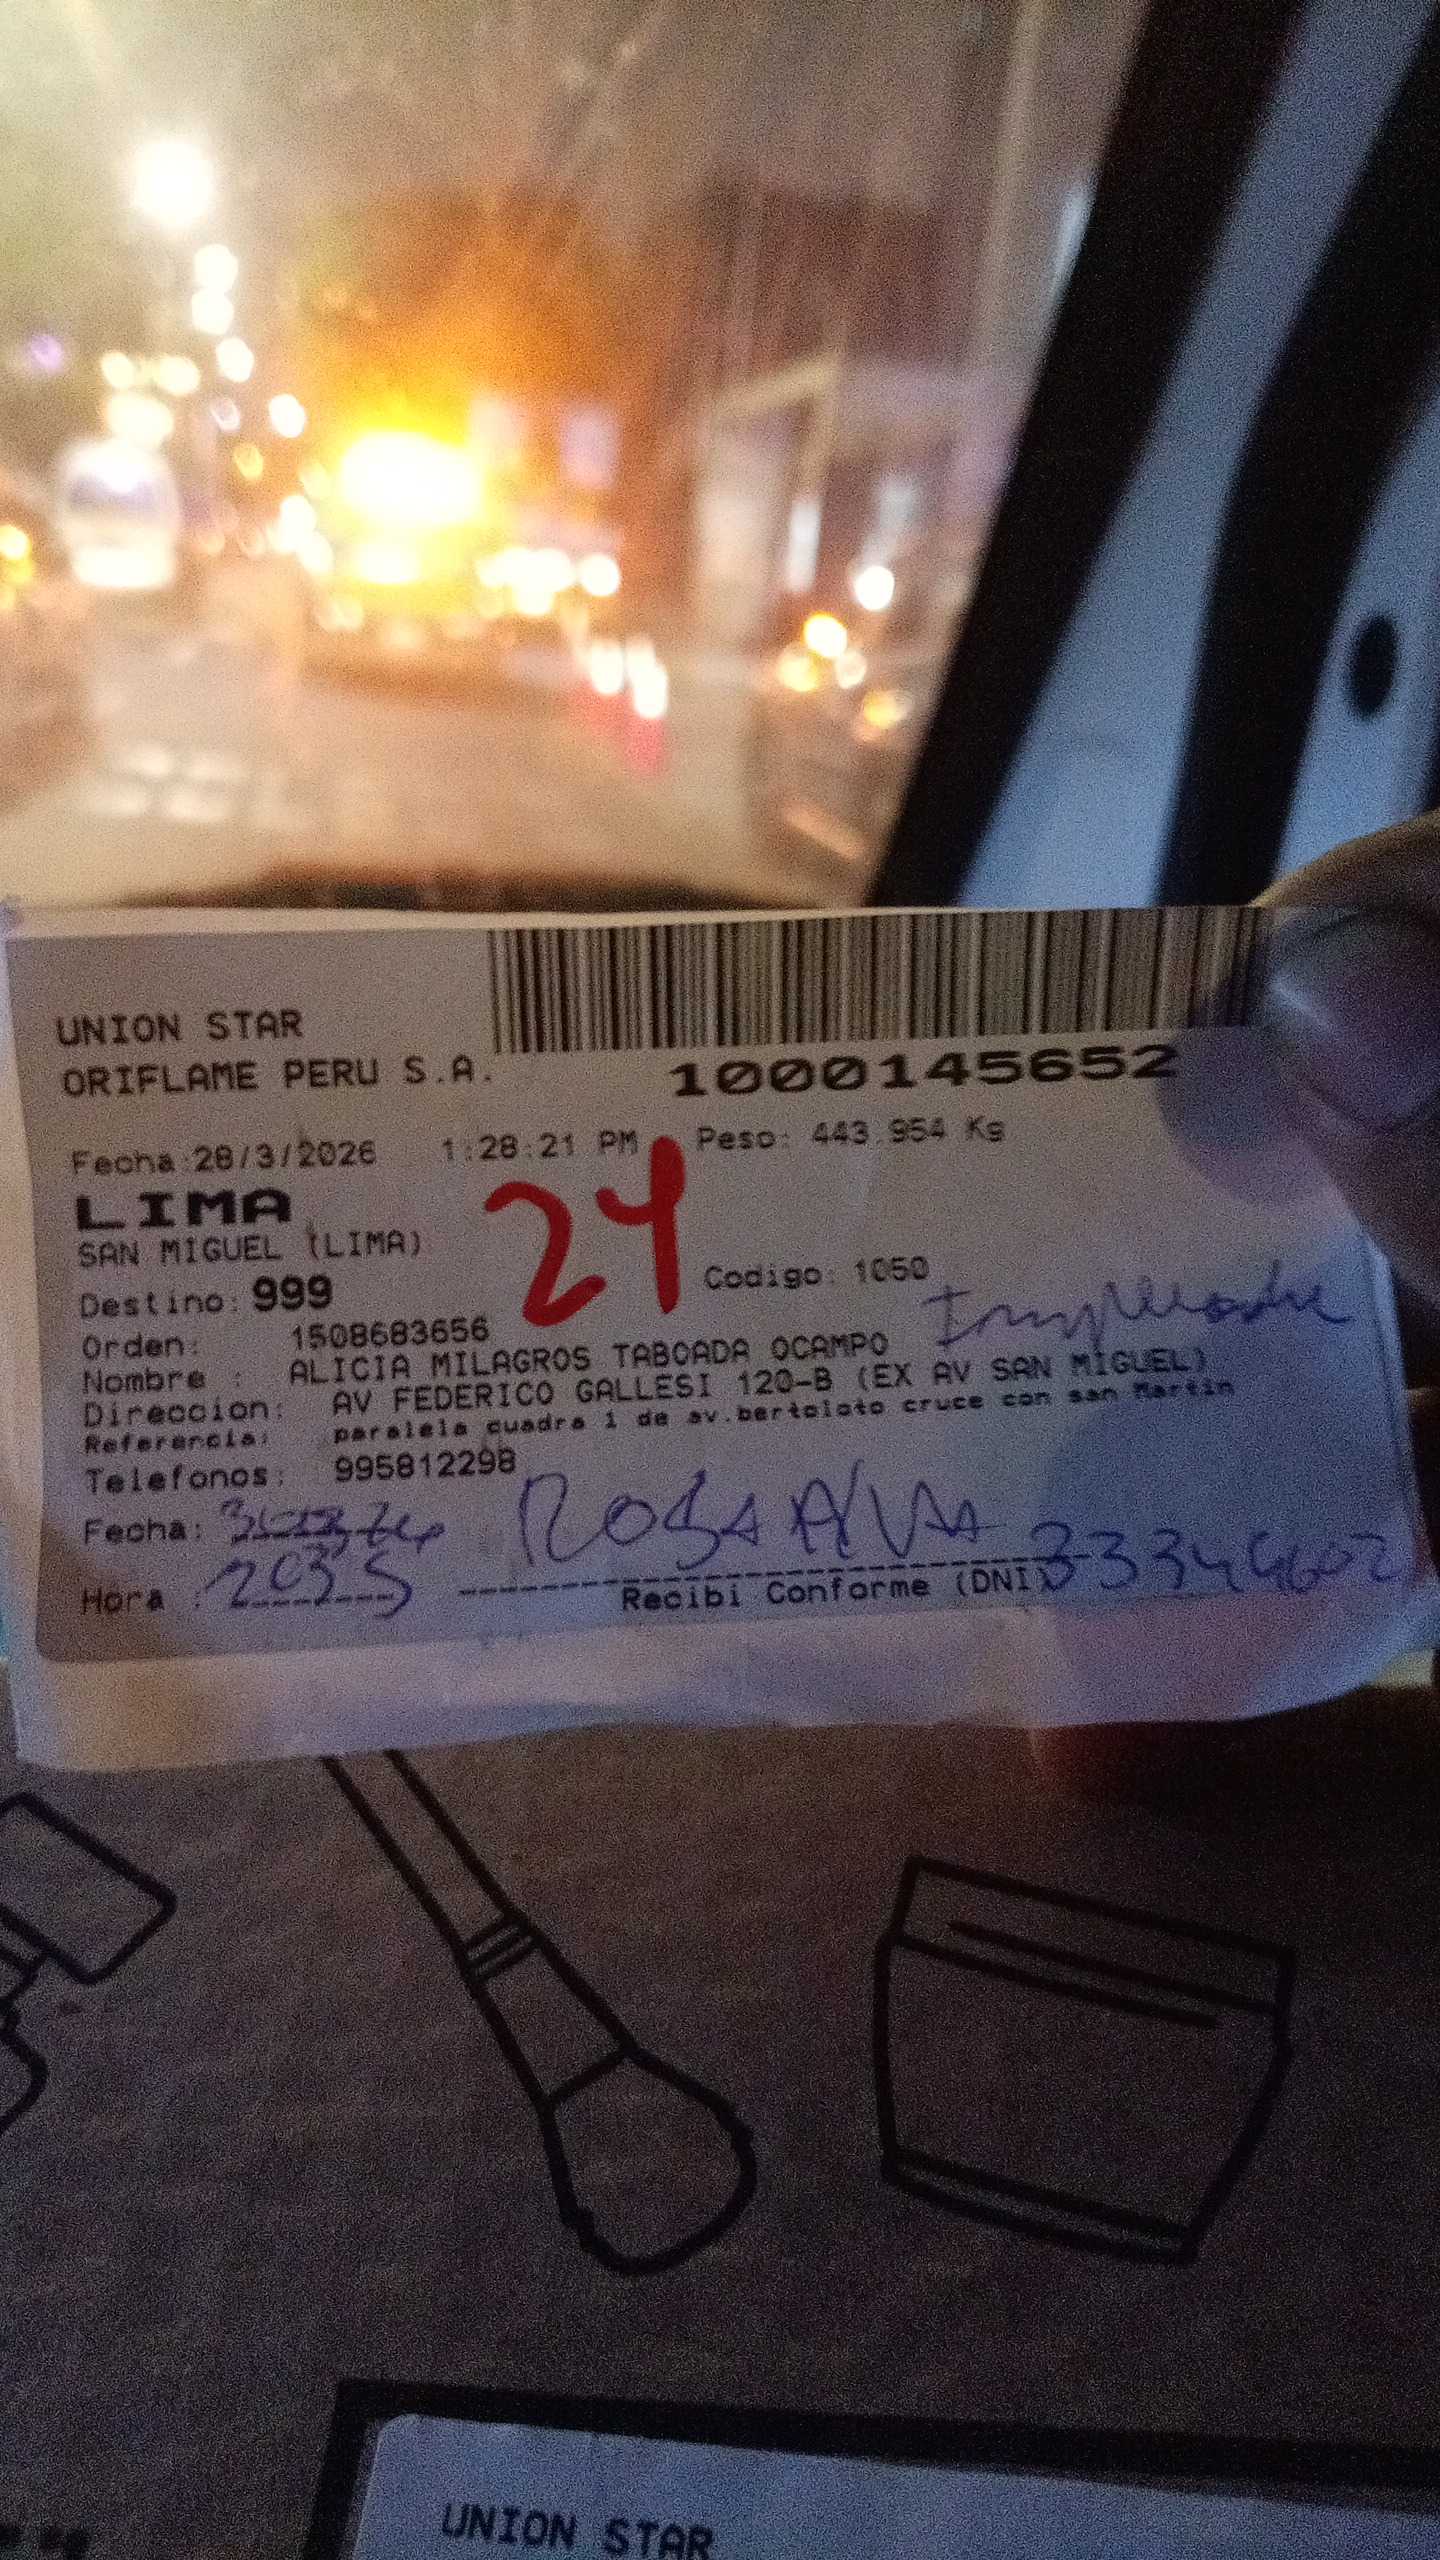 UNION STAR
ORIFLAME PERU S.A.
1000145652
Fecha:28/3/2026 1:28:21 PM Peso: 443.954 Kg
LIMA
24
SAN MIGUEL (LIMA)
Destino: 999 Codigo: 1050
Orden: 1508683656
Nombre : ALICIA MILAGROS TABOADA OCAMPO
Direccion: AV FEDERICO GALLESI 120-B (EX AV SAN MIGUEL)
Referencia: paralela cuadra 1 de av.bertoloto cruce con san Martin
Telefonos: 995812298
Fecha:
ROSA
Hora : 2035
Recibi Conforme (DNI)
UNION STAR